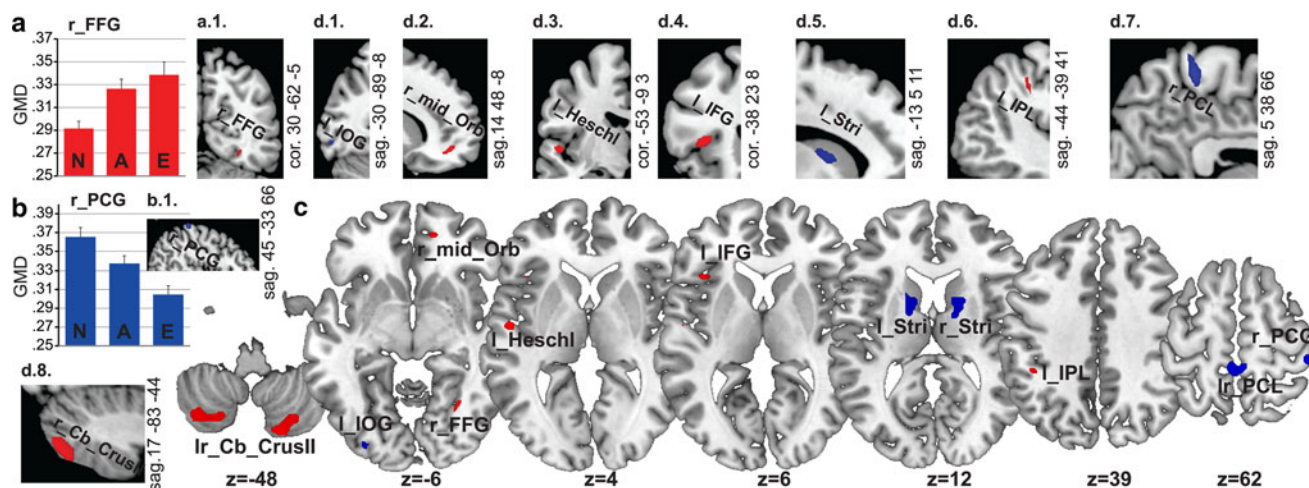 a
r_FFG
GMD
.37
.35
.33
.31
.29
.27
.25
N A E
a.1.
r_FFG
cor. 30 -62 -5
d.1.
l_IOG
sag. -30 -89 -8
d.2.
r_mid_Orb
sag.14 48 -8
d.3.
l_Heschl
cor. -53 -9 3
d.4.
l_IFG
cor. -38 23 8
d.5.
l_Stri
sag. -13 5 11
d.6.
l_IPL
sag. -44 -39 41
d.7.
r_PCL
sag. 5 38 66
b
r_PCG
GMD
.39
.37
.35
.33
.31
.29
.27
.25
N A E
b.1.
r_PCG
sag. 45 -33 66
c
r_mid_Orb
l_IFG
l_Heschl
l_Stri
r_Stri
l_IPL
r_PCG
lr_PCL
l_IOG
r_FFG
lr_Cb_CrusII
d.8.
r_Cb_CrusI
sag.17 -83 -44
z=-48
z=-6
z=4
z=6
z=12
z=39
z=62